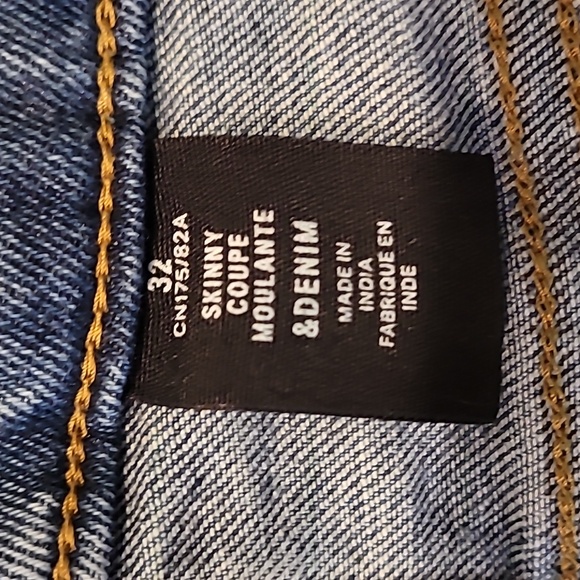 32
CN175/82A
SKINNY
COUPE
MOULANTE
&DENIM
MADE IN
INDIA
FABRIQUE EN
INDE